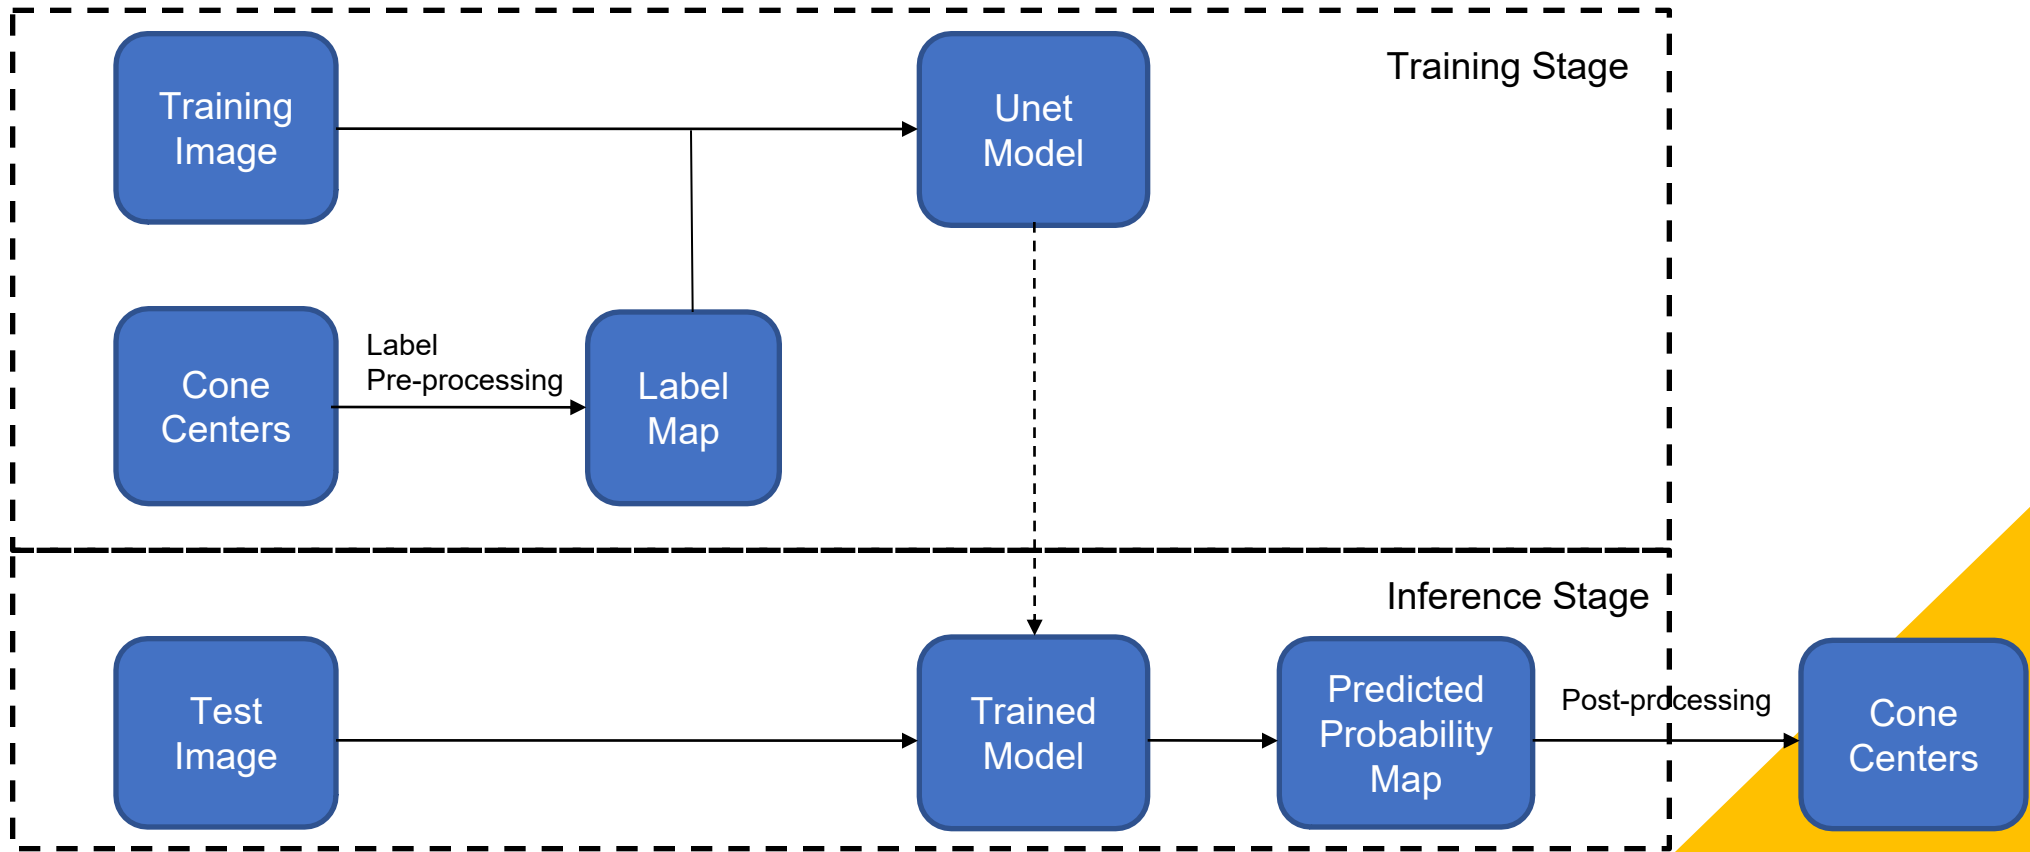 Training
Image
Unet
Model
Training Stage
Cone
Centers
Label
Pre-processing
Label
Map
Inference Stage
Test
Image
Trained
Model
Predicted
Probability
Map
Post-processing
Cone
Centers